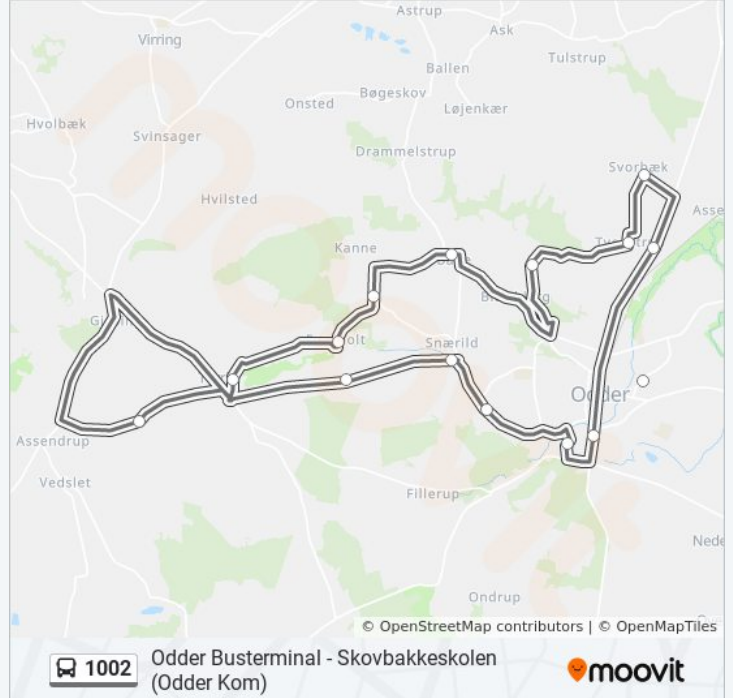 Astrup
Virring
Ask
Tulstrup
Ballen
Bøgeskov
Onsted
Løjenkær
Hvolbæk
Svinsager
Drammelstrup
Svorbæk
Hvilsted
Asse
Kanne
Snærild
Odder
Assendrup
Vedslet
Fillerup
Nede
Ondrup
© OpenStreetMap contributors | © OpenMapTiles
1002
Odder Busterminal - Skovbakkeskolen
(Odder Kom)
moovit